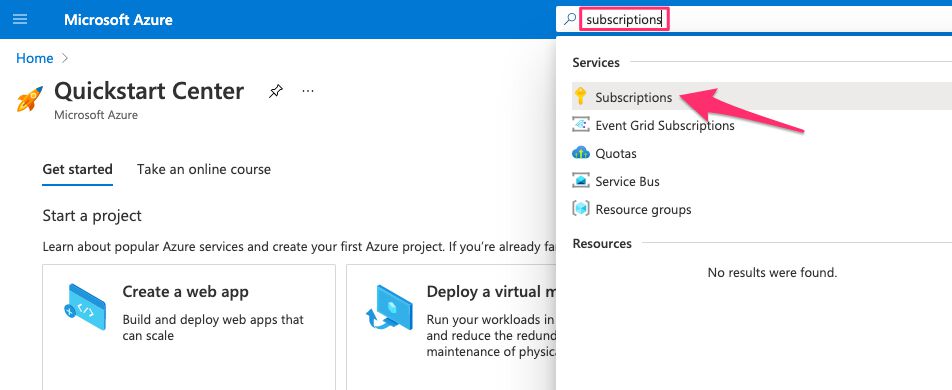 Microsoft Azure
subscriptions
Home
Quickstart Center
Microsoft Azure
Get started
Take an online course
Start a project
Learn about popular Azure services and create your first Azure project. If you're already fa
Create a web app
Build and deploy web apps that
can scale
Deploy a virtual m
Run your workloads in
and reduce the redund
maintenance of physic
Services
Subscriptions
Event Grid Subscriptions
Quotas
Service Bus
Resource groups
Resources
No results were found.